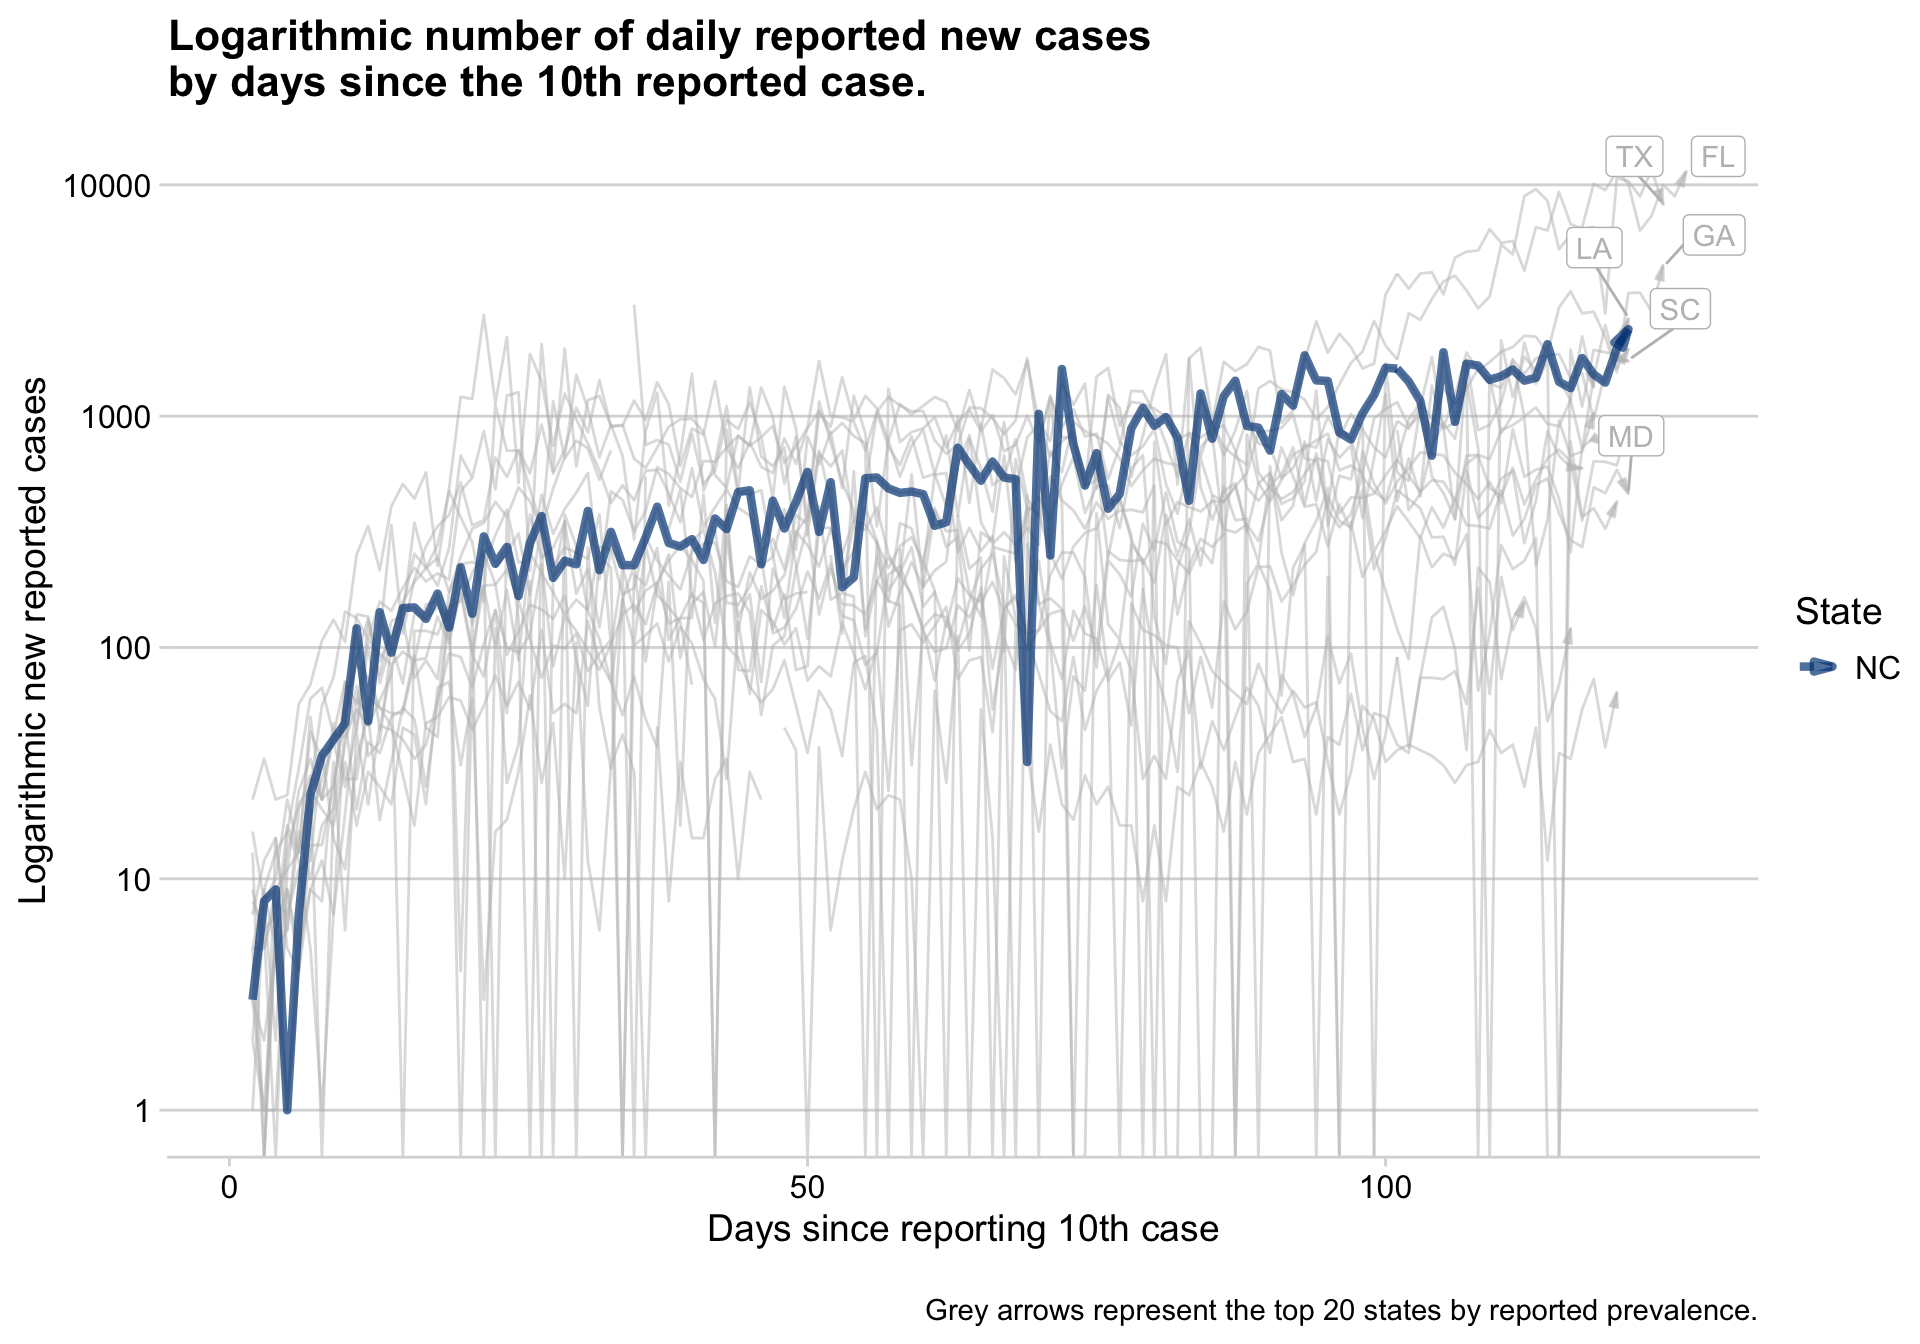 Logarithmic number of daily reported new cases
by days since the 10th reported case.
TX
FL
10000
GA
LA
SC
1000
MD
Logarithmic new reported cases
State
100
NC
10
1
0
50
100
Days since reporting 10th case
Grey arrows represent the top 20 states by reported prevalence.